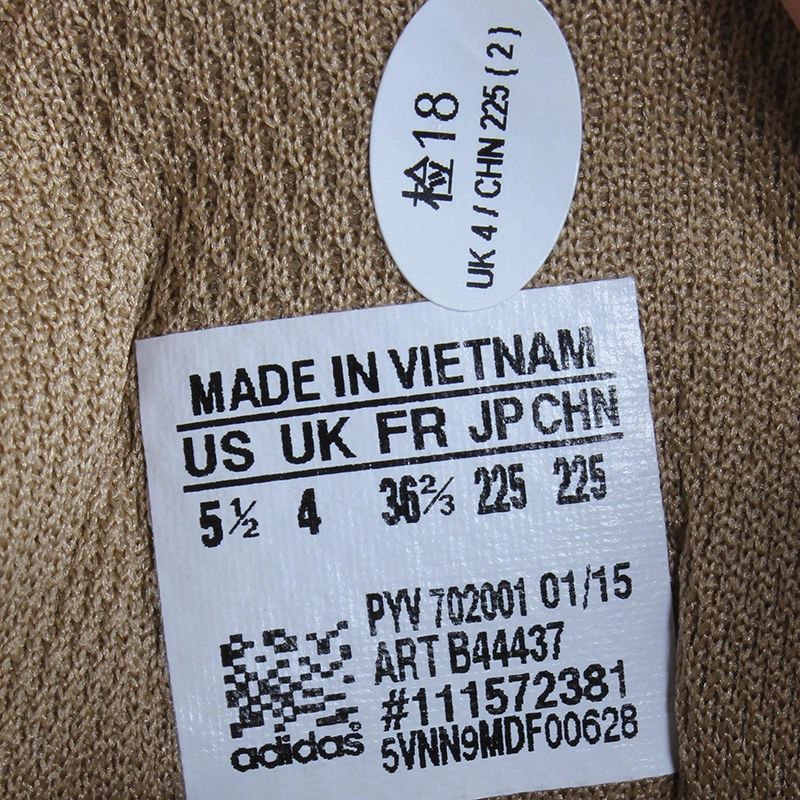 检18
UK 4 / CHN 225 ( 2 )
MADE IN VIETNAM
US UK FR JP CHN
5½ 4 36⅔ 225 225
PYV 702001 01/15
ART B44437
#111572381
5VNN9MDF00628
adidas®